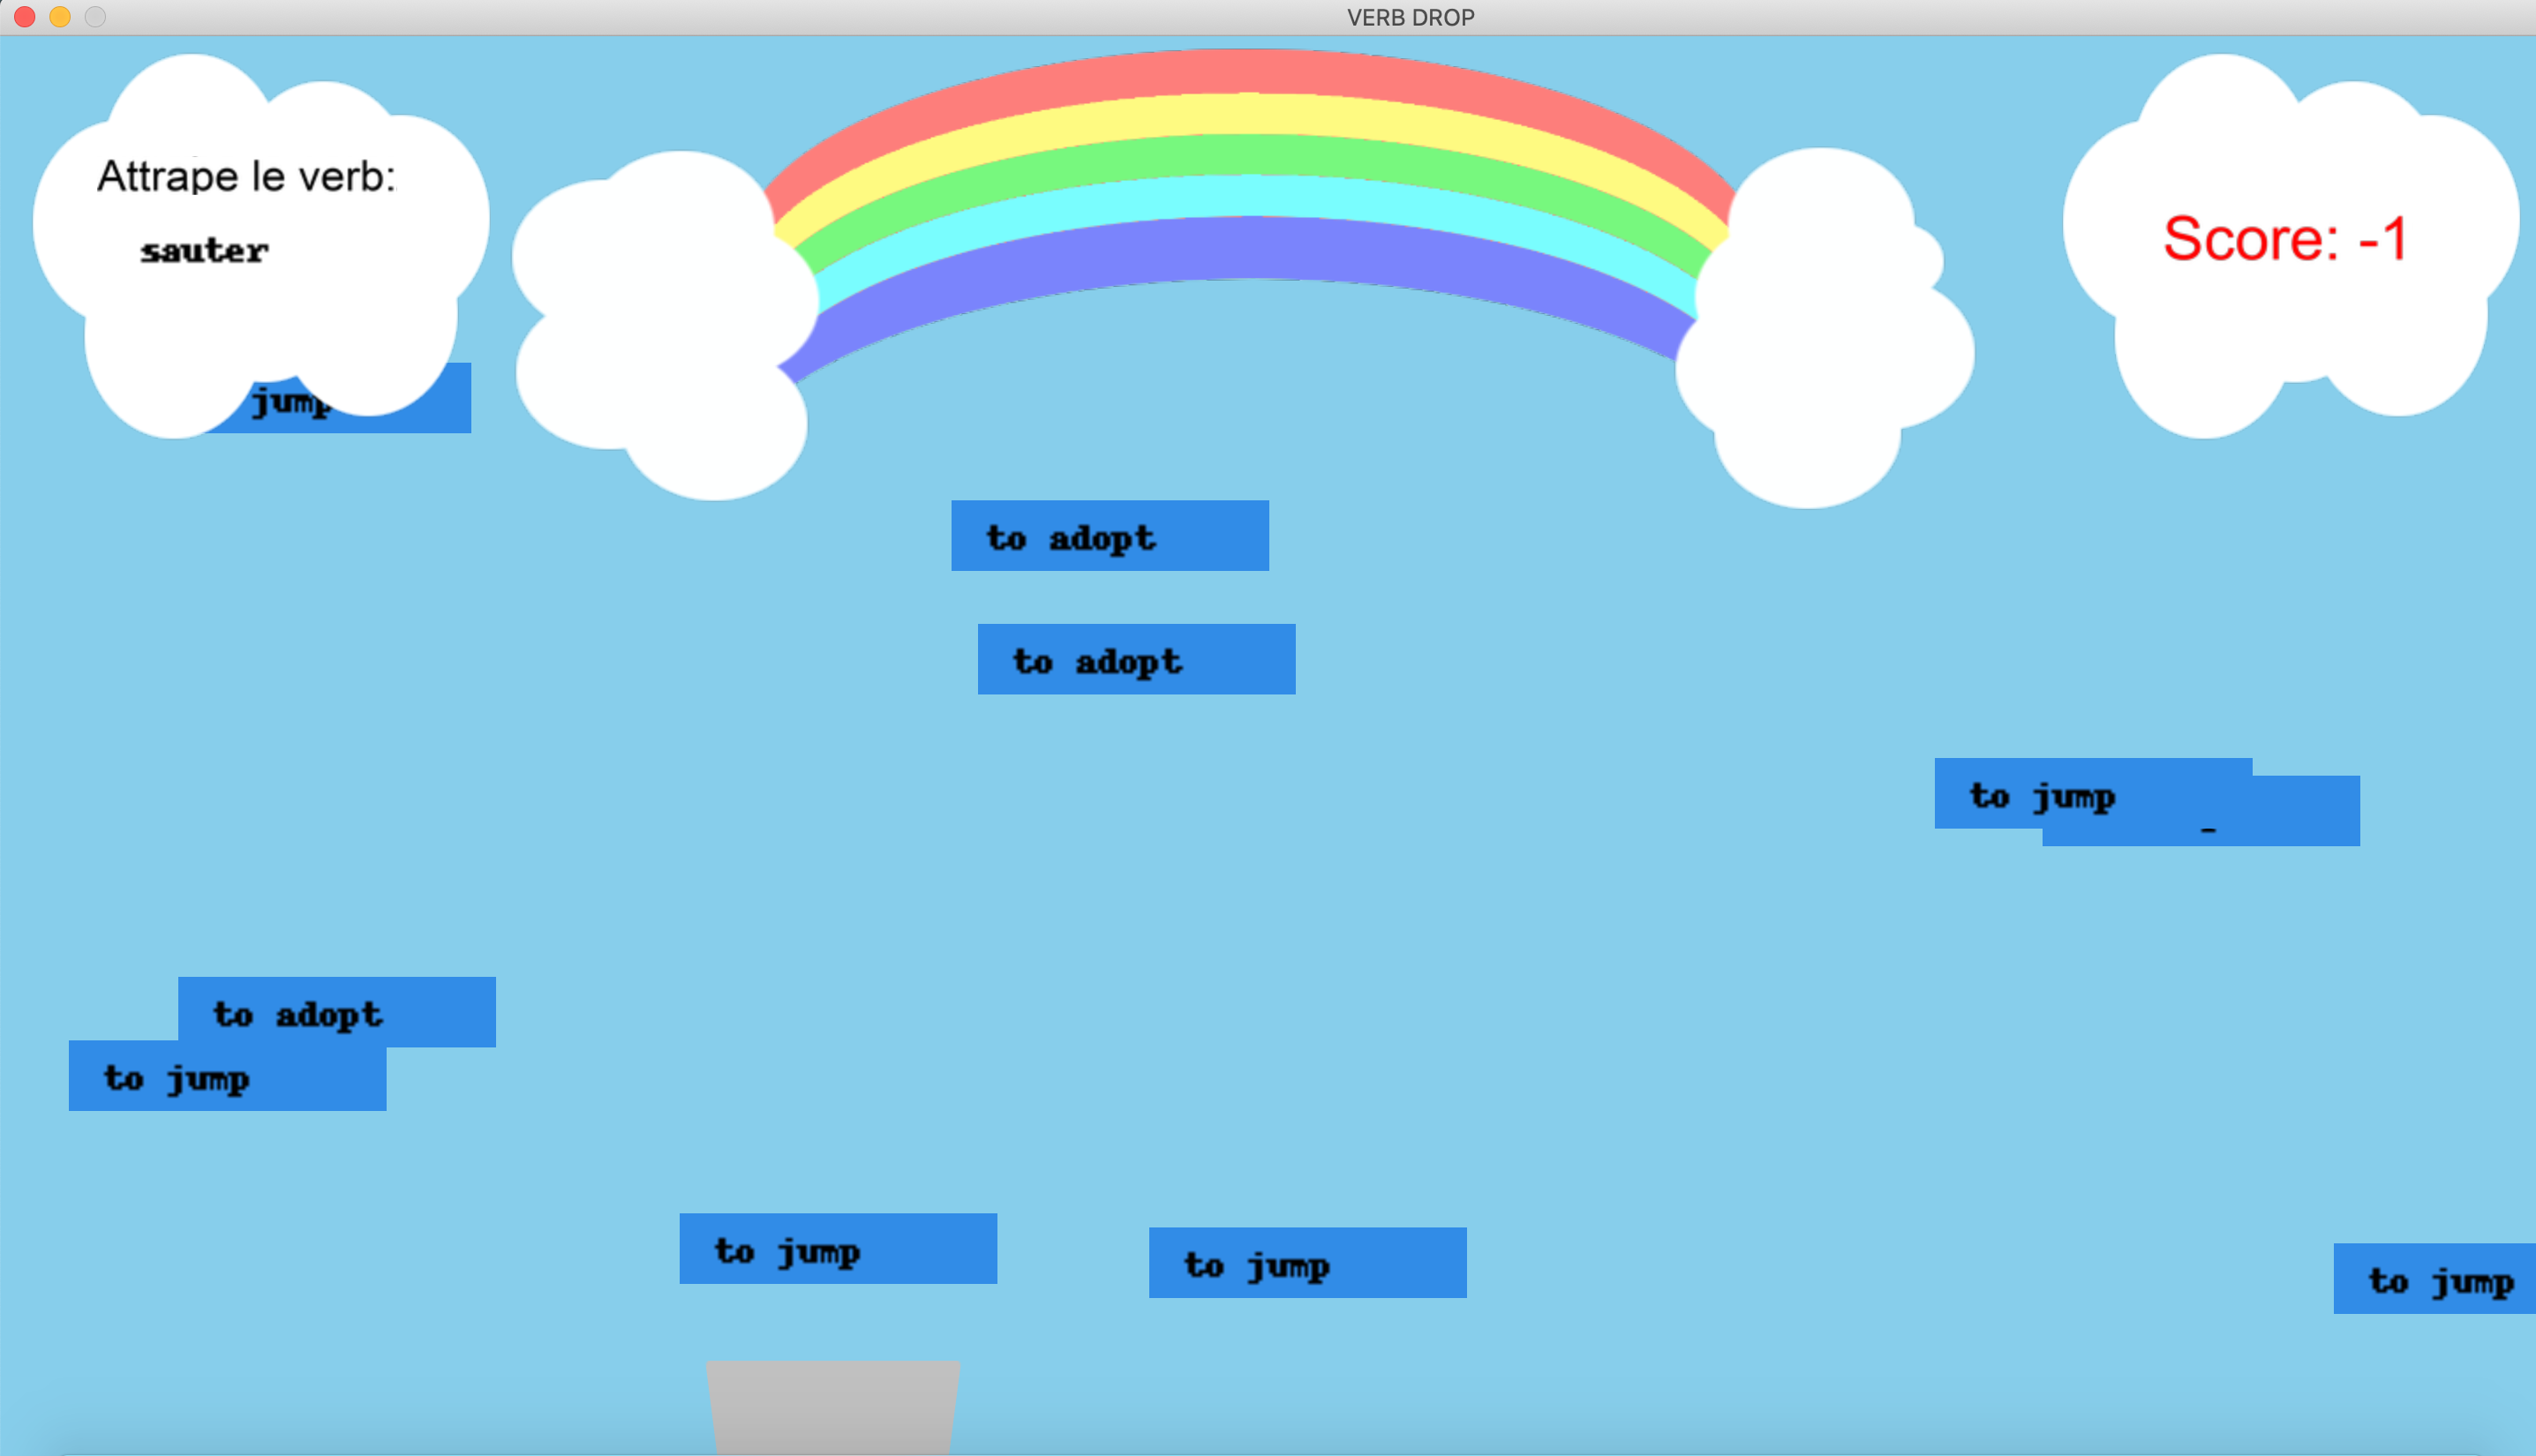 VERB DROP
Attrape le verb:
sauter
Score: -1
jump
to adopt
to adopt
to jump
to adopt
to jump
to jump
to jump
to jump